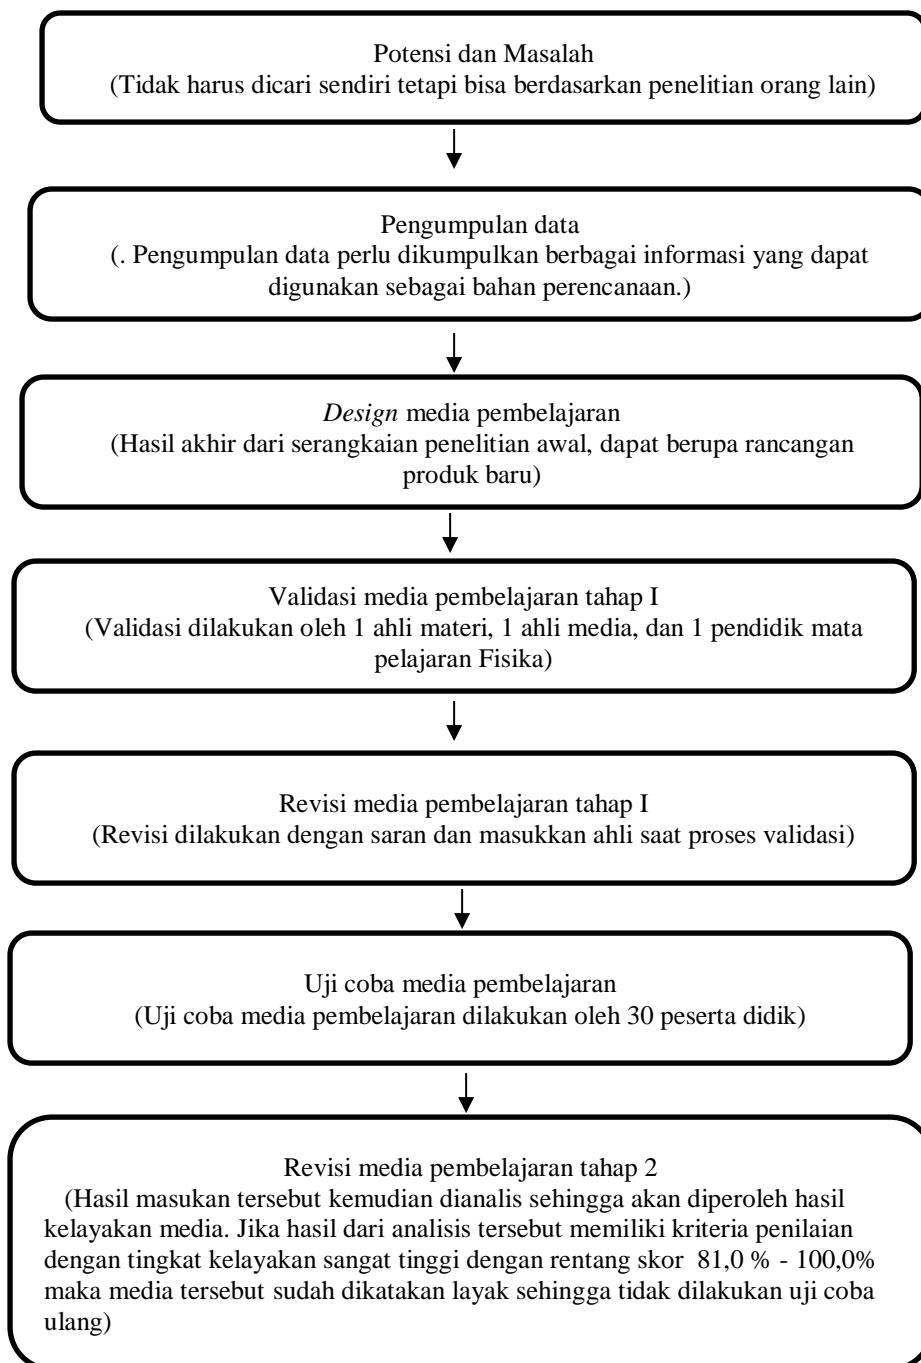 Potensi dan Masalah
(Tidak harus dicari sendiri tetapi bisa berdasarkan penelitian orang lain)
Pengumpulan data
(. Pengumpulan data perlu dikumpulkan berbagai informasi yang dapat
digunakan sebagai bahan perencanaan.)
Design media pembelajaran
(Hasil akhir dari serangkaian penelitian awal, dapat berupa rancangan
produk baru)
Validasi media pembelajaran tahap I
(Validasi dilakukan oleh 1 ahli materi, 1 ahli media, dan 1 pendidik mata
pelajaran Fisika)
Revisi media pembelajaran tahap I
(Revisi dilakukan dengan saran dan masukkan ahli saat proses validasi)
Uji coba media pembelajaran
(Uji coba media pembelajaran dilakukan oleh 30 peserta didik)
Revisi media pembelajaran tahap 2
(Hasil masukan tersebut kemudian dianalis sehingga akan diperoleh hasil
kelayakan media. Jika hasil dari analisis tersebut memiliki kriteria penilaian
dengan tingkat kelayakan sangat tinggi dengan rentang skor 81,0 % - 100,0%
maka media tersebut sudah dikatakan layak sehingga tidak dilakukan uji coba
ulang)